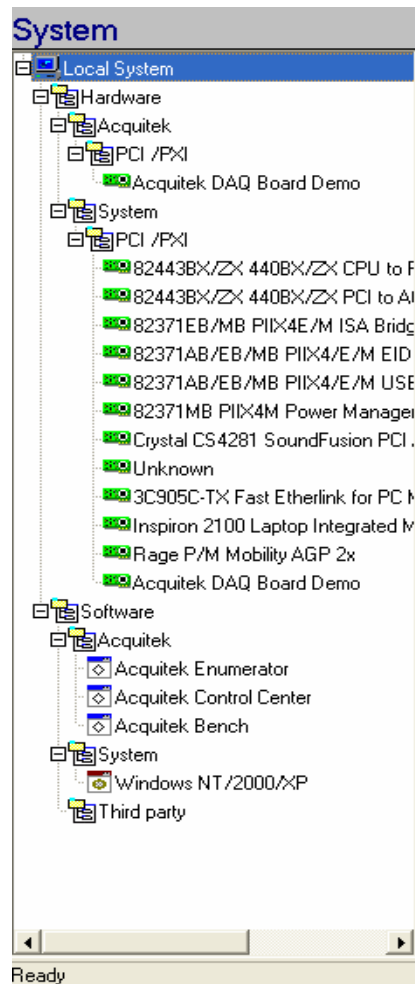 System
Local System
Hardware
Acquitek
PCI /PXI
Acquitek DAQ Board Demo
System
PCI /PXI
82443BX/ZX 440BX/ZX CPU to
82443BX/ZX 440BX/ZX PCI to
82371EB/MB PIIX4E/M ISA
82371AB/EB/MB PIIX4/E/M EID
82371AB/EB/MB PIIX4/E/M USB
82371MB PIIX4M Power
Crystal CS4281 SoundFusion PCI
Unknown
3C905C-TX Fast Etherlink for PC
Inspiron 2100 Laptop Integrated
Rage P/M Mobility AGP 2x
Acquitek DAQ Board Demo
Software
Acquitek
Acquitek Enumerator
Acquitek Control Center
Acquitek Bench
System
Windows NT/2000/XP
Third party
Ready